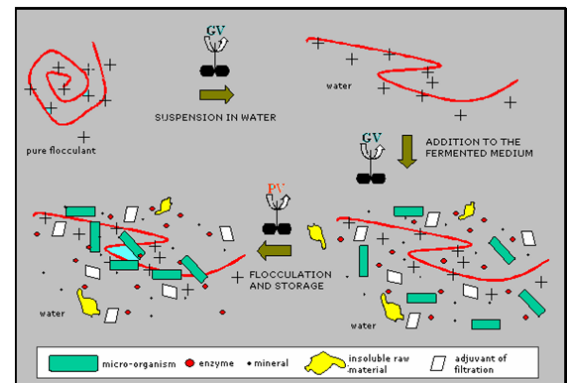 GV
SUSPENSION IN WATER
pure flocculant
water
GV
ADDITION TO THE
FERMENTED MEDIUM
PV
FLOCCULATION
AND STORAGE
water
water
micro-organism
enzyme
mineral
insoluble raw
material
adjuvant of
filtration